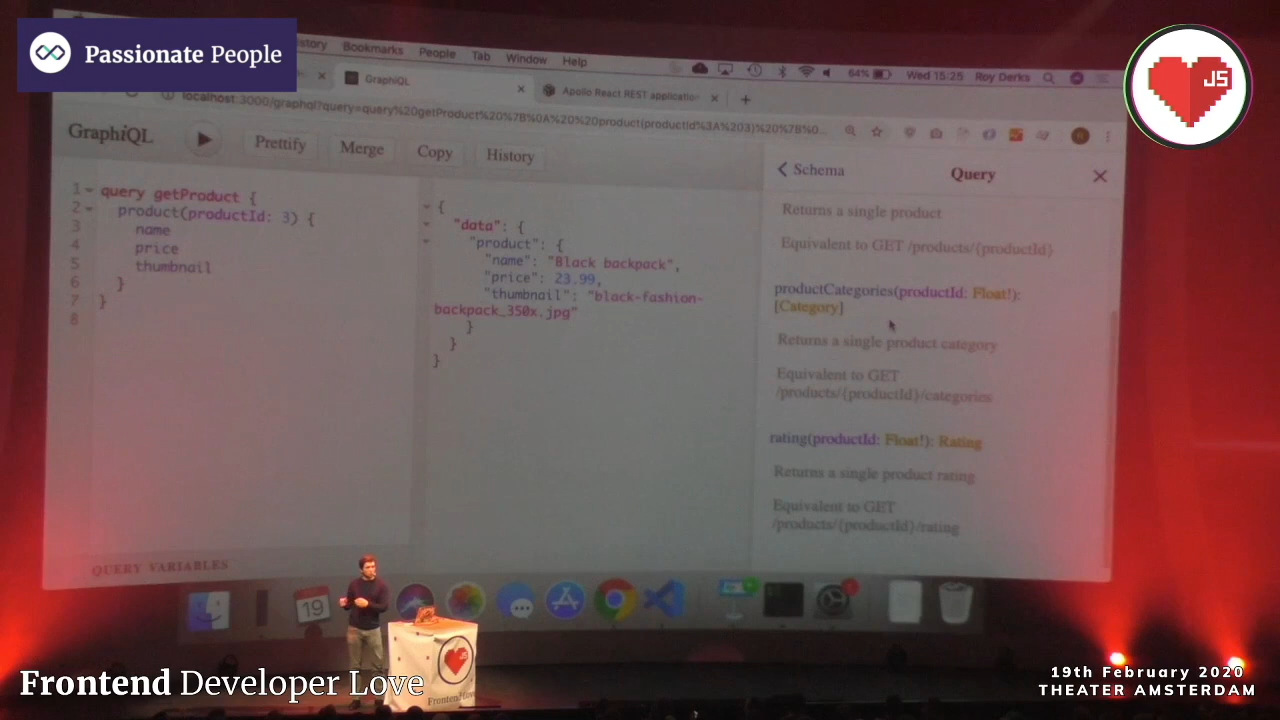 Passionate People
JS
Bookmarks People Tab Window Help
64% Wed 15:25 Roy Derks
GraphiQL
Apollo React REST applicatio
localhost:3000/graphql?query=query%20getProduct%20%7B%0A%20%20product(productId%3A%203)%20%7B%0...
GraphiQL Prettify Merge Copy History
Schema Query
1 query getProduct {
2 product(productId: 3) {
3 name
4 price
5 thumbnail
6 }
7 }
8
{
"data": {
"product": {
"name": "Black backpack",
"price": 23.99,
"thumbnail": "black-fashion-
backpack_350x.jpg"
}
}
}
Returns a single product
Equivalent to GET /products/{productId}
productCategories(productId: Float!):
[Category]
Returns a single product category
Equivalent to GET
/products/{productId}/categories
rating(productId: Float!): Rating
Returns a single product rating
Equivalent to GET
/products/{productId}/rating
QUERY VARIABLES
19
JS
Frontend Developer Love
19th February 2020
THEATER AMSTERDAM